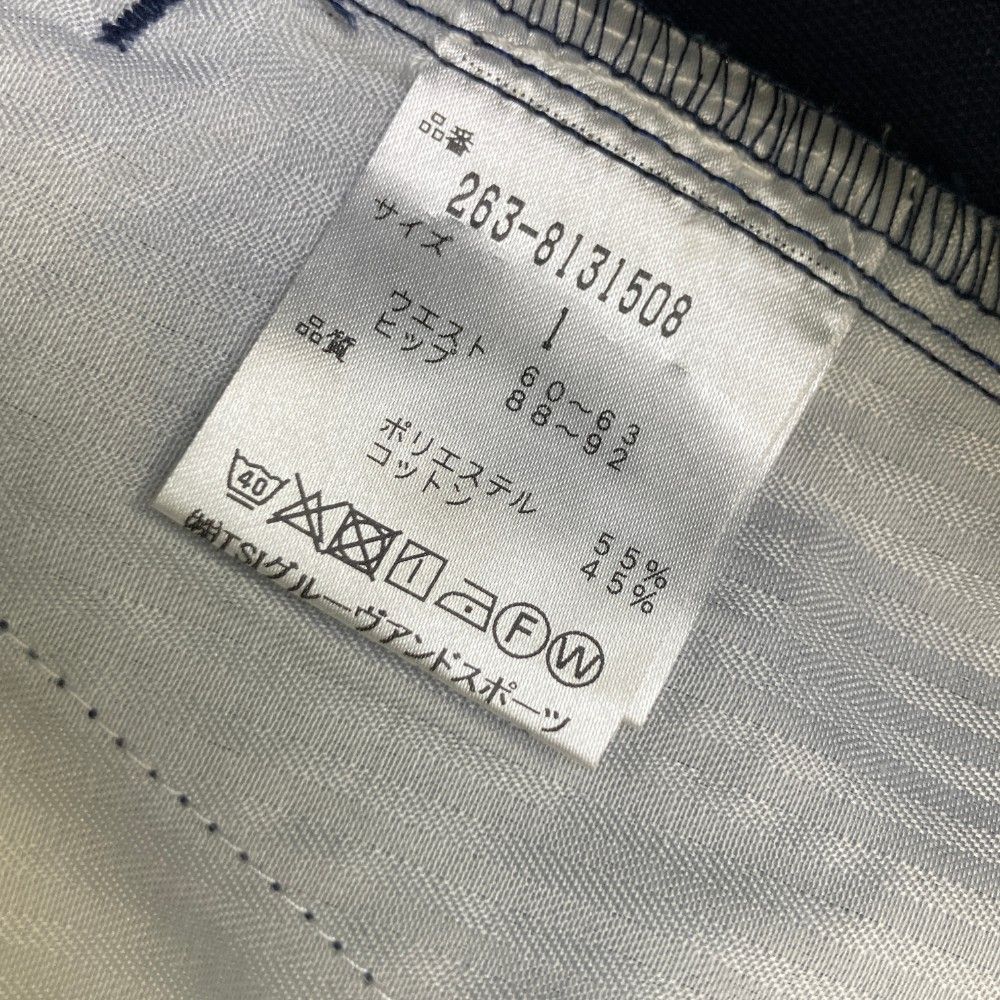 品番
263-8131508
サイズ 1
ウエスト 60〜63
ヒップ 88〜92
品質
ポリエステル 55%
コットン 45%
40 F W
(株)TSIグルーヴアンドスポーツ